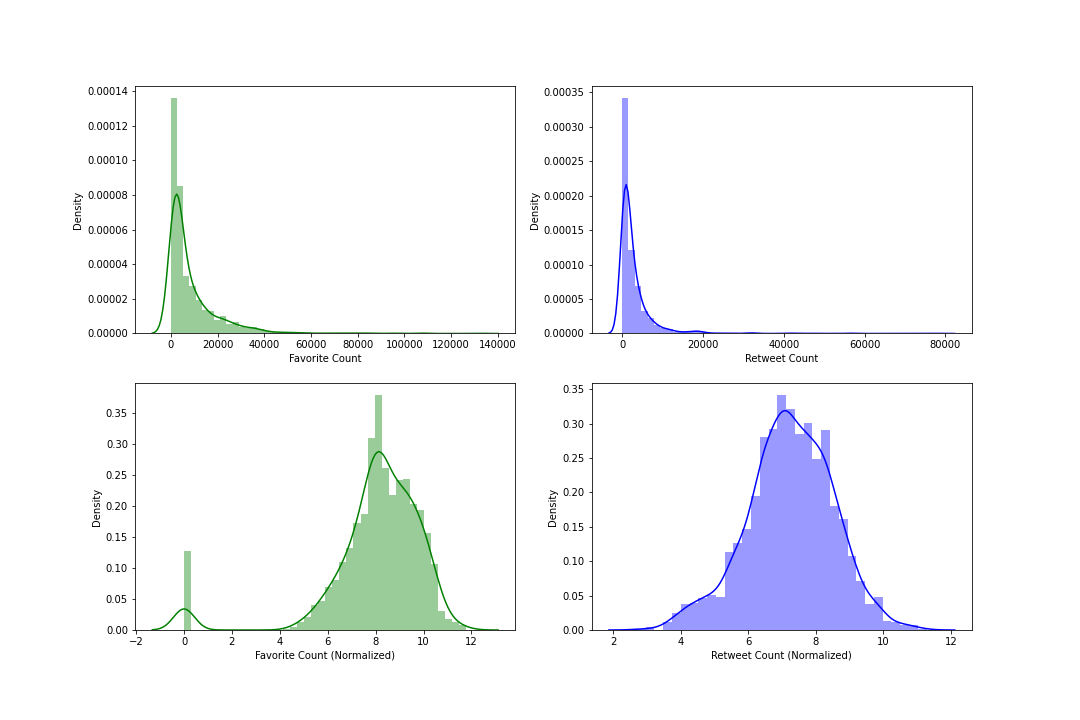 0.00014
0.00012
0.00010
0.00008
0.00006
0.00004
0.00002
0.00000
Density
0 20000 40000 60000 80000 100000 120000 140000
Favorite Count
0.00035
0.00030
0.00025
0.00020
0.00015
0.00010
0.00005
0.00000
Density
0 20000 40000 60000 80000
Retweet Count
0.35
0.30
0.25
0.20
0.15
0.10
0.05
0.00
Density
−2 0 2 4 6 8 10 12
Favorite Count (Normalized)
0.35
0.30
0.25
0.20
0.15
0.10
0.05
0.00
Density
2 4 6 8 10 12
Retweet Count (Normalized)